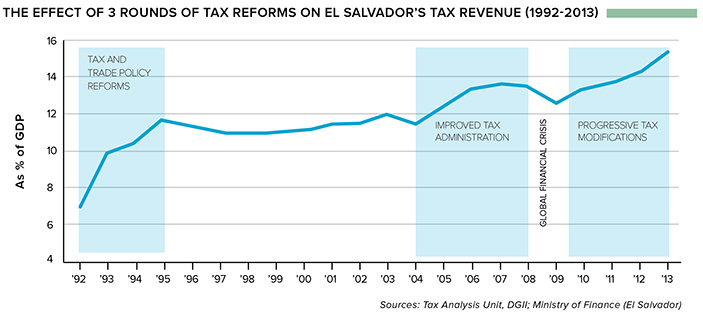 THE EFFECT OF 3 ROUNDS OF TAX REFORMS ON EL SALVADOR'S TAX REVENUE (1992-2013)
As % of GDP
16
14
12
10
8
6
4
TAX AND
TRADE POLICY
REFORMS
IMPROVED TAX
ADMINISTRATION
GLOBAL FINANCIAL CRISIS
PROGRESSIVE TAX
MODIFICATIONS
'92 '93 '94 '95 '96 '97 '98 '99 '00 '01 '02 '03 '04 '05 '06 '07 '08 '09 '10 '11 '12 '13
Sources: Tax Analysis Unit, DGII; Ministry of Finance (El Salvador)